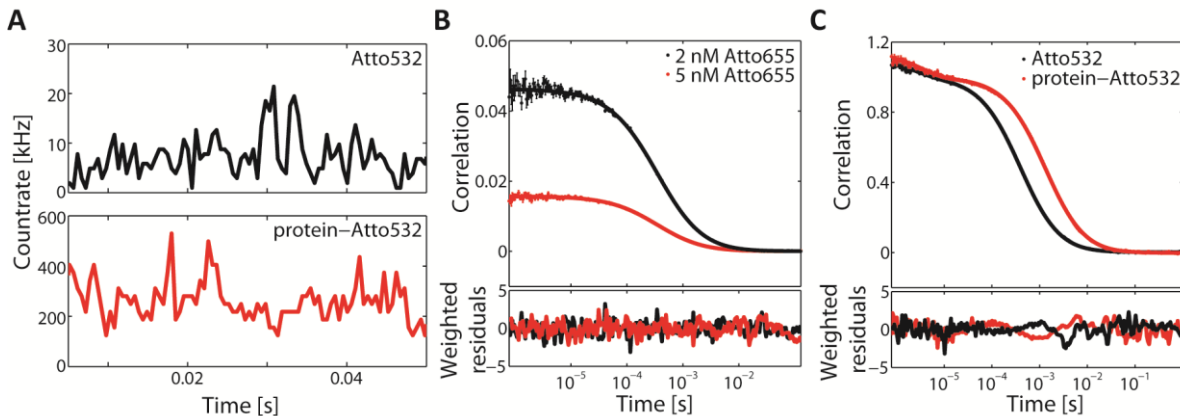 A
Countrate [kHz]
30
20
10
0
Atto532
600
400
200
0
protein−Atto532
0.02
0.04
Time [s]
B
Correlation
0.06
0.04
0.02
0
2 nM Atto655
5 nM Atto655
Weighted
residuals
5
0
−5
10−5
10−4
10−3
10−2
Time [s]
C
Correlation
1.2
0.8
0.4
0
Atto532
protein−Atto532
Weighted
residuals
5
0
−5
10−5
10−4
10−3
10−2
10−1
Time [s]